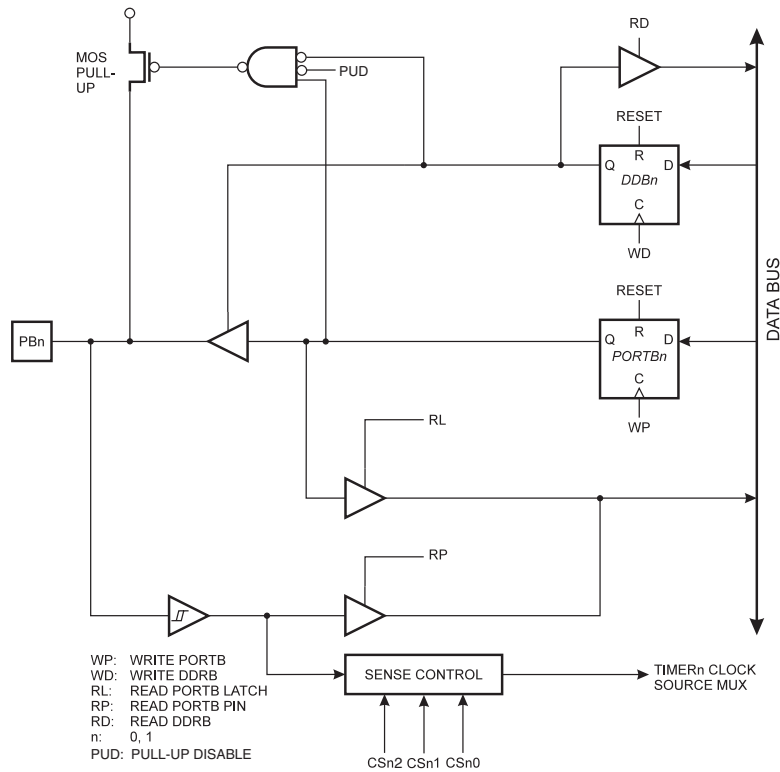 RD
MOS
PULL-
UP
PUD
RESET
R
Q
D
DDBn
C
WD
RESET
R
Q
D
PORTBn
C
WP
DATA BUS
PBn
RL
RP
SENSE CONTROL
TIMERn CLOCK
SOURCE MUX
CSn2 CSn1 CSn0
WP: WRITE PORTB
WD: WRITE DDRB
RL: READ PORTB LATCH
RP: READ PORTB PIN
RD: READ DDRB
n: 0, 1
PUD: PULL-UP DISABLE